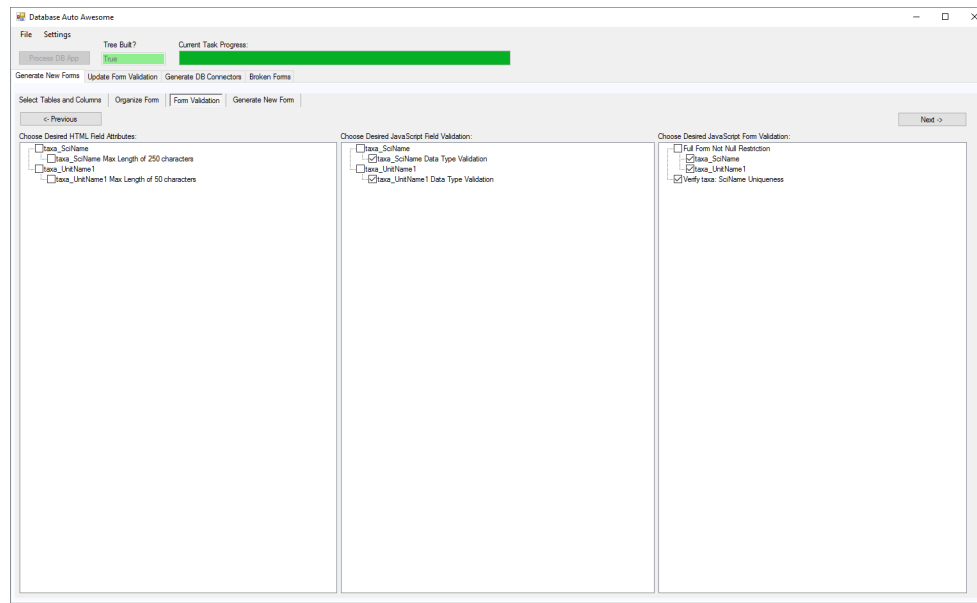 Database Auto Awesome
File Settings
Tree Built? Current Task Progress:
Process DB App True
Generate New Forms Update Form Validation Generate DB Connectors Broken Forms
Select Tables and Columns Organize Form Form Validation Generate New Form
<- Previous Next ->
Choose Desired HTML Field Attributes: Choose Desired JavaScript Field Validation: Choose Desired JavaScript Form Validation:
taxa_SciName taxa_SciName Full Form Not Null Restriction
taxa_SciName Max Length of 250 characters taxa_SciName Data Type Validation taxa_SciName
taxa_UnitName1 taxa_UnitName1 taxa_UnitName1
taxa_UnitName1 Max Length of 50 characters taxa_UnitName1 Data Type Validation Verify taxa: SciName Uniqueness